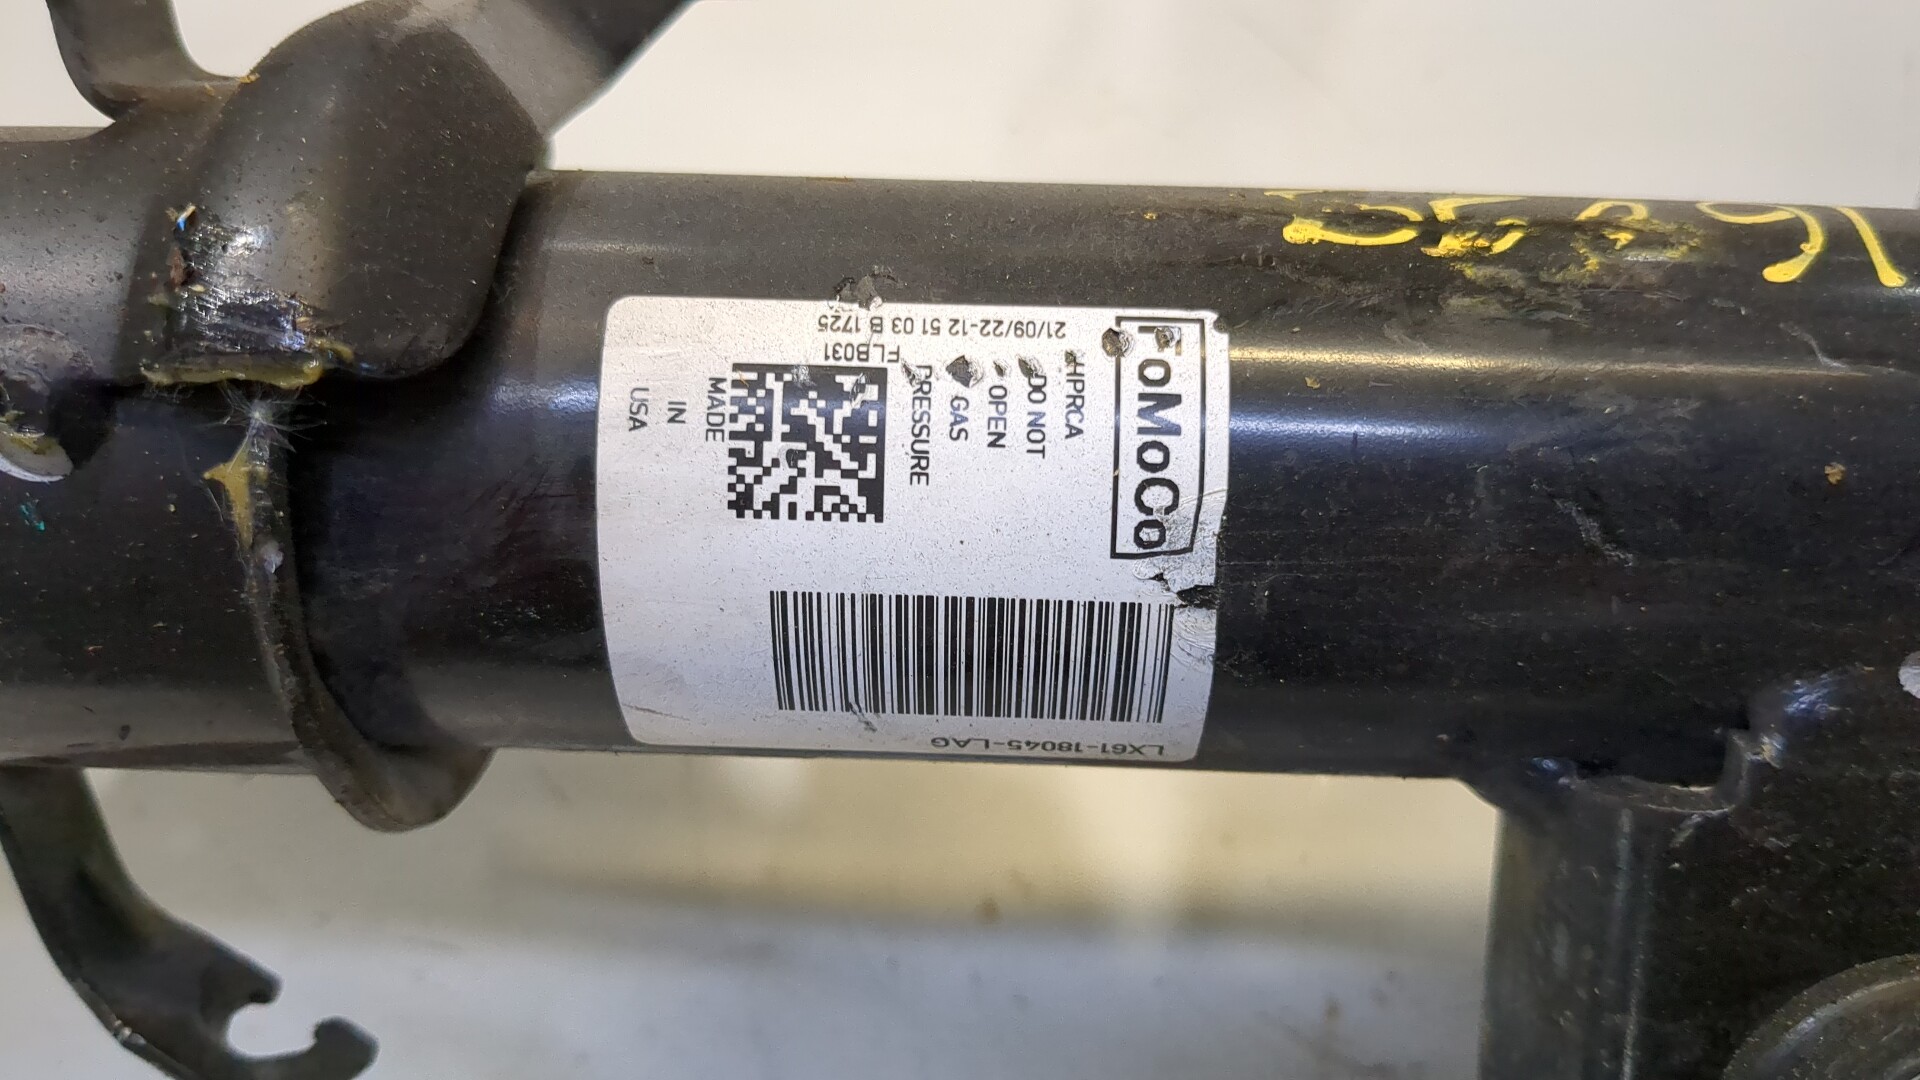 FoMoCo
HPRCA
DO NOT
OPEN
GAS
PRESSURE
21/09/22-12 51 03 B 1725
FLB031
MADE
IN
USA
LX61-18045-LAG